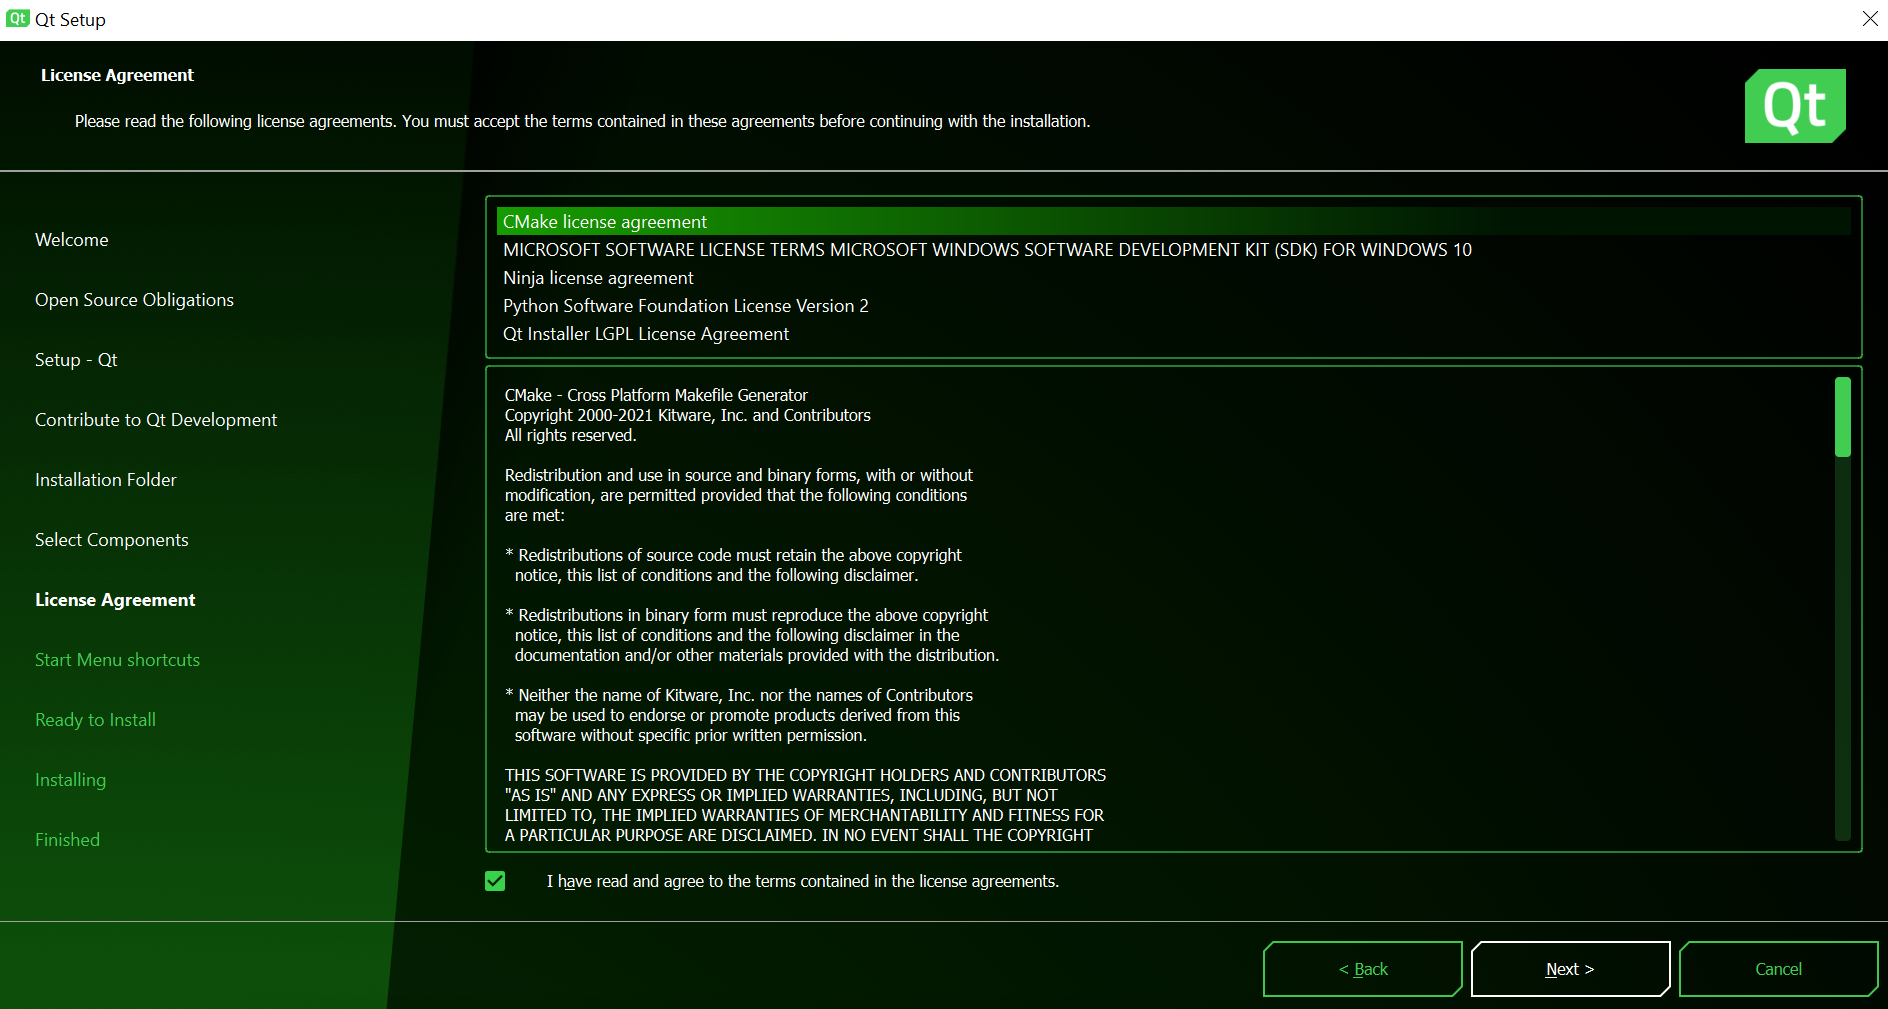 Qt Qt Setup
License Agreement
Please read the following license agreements. You must accept the terms contained in these agreements before continuing with the installation.
Qt
Welcome
Open Source Obligations
Setup - Qt
Contribute to Qt Development
Installation Folder
Select Components
License Agreement
Start Menu shortcuts
Ready to Install
Installing
Finished
CMake license agreement
MICROSOFT SOFTWARE LICENSE TERMS MICROSOFT WINDOWS SOFTWARE DEVELOPMENT KIT (SDK) FOR WINDOWS 10
Ninja license agreement
Python Software Foundation License Version 2
Qt Installer LGPL License Agreement
CMake - Cross Platform Makefile Generator
Copyright 2000-2021 Kitware, Inc. and Contributors
All rights reserved.
Redistribution and use in source and binary forms, with or without
modification, are permitted provided that the following conditions
are met:
* Redistributions of source code must retain the above copyright
notice, this list of conditions and the following disclaimer.
* Redistributions in binary form must reproduce the above copyright
notice, this list of conditions and the following disclaimer in the
documentation and/or other materials provided with the distribution.
* Neither the name of Kitware, Inc. nor the names of Contributors
may be used to endorse or promote products derived from this
software without specific prior written permission.
THIS SOFTWARE IS PROVIDED BY THE COPYRIGHT HOLDERS AND CONTRIBUTORS
"AS IS" AND ANY EXPRESS OR IMPLIED WARRANTIES, INCLUDING, BUT NOT
LIMITED TO, THE IMPLIED WARRANTIES OF MERCHANTABILITY AND FITNESS FOR
A PARTICULAR PURPOSE ARE DISCLAIMED. IN NO EVENT SHALL THE COPYRIGHT
I have read and agree to the terms contained in the license agreements.
< Back
Next >
Cancel